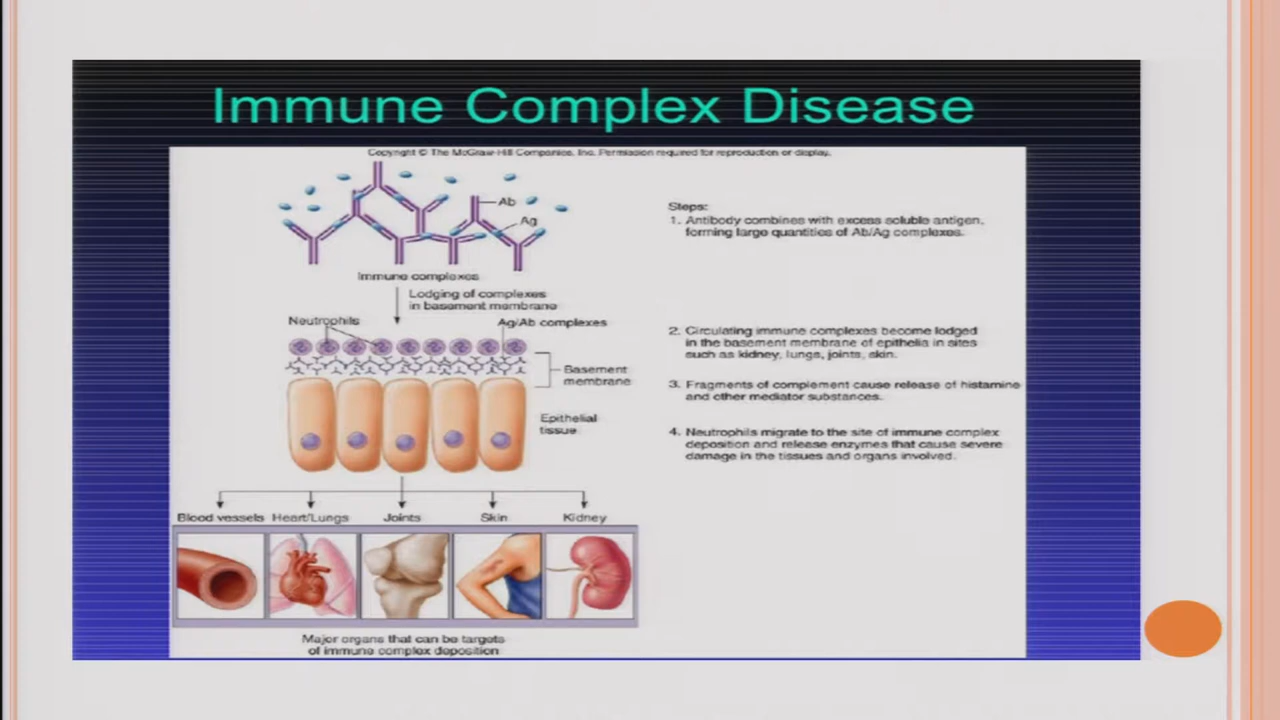 Immune Complex Disease
Copyright © The McGraw-Hill Companies, Inc. Permission required for reproduction or display.
Ab
Ag
Immune complexes
Lodging of complexes
in basement membrane
Neutrophils
Ag/Ab complexes
Basement
membrane
Epithelial
tissue
Blood vessels
Heart/Lungs
Joints
Skin
Kidney
Major organs that can be targets
of immune complex deposition
Steps:
1. Antibody combines with excess soluble antigen,
forming large quantities of Ab/Ag complexes.
2. Circulating immune complexes become lodged
in the basement membrane of epithelia in sites
such as kidney, lungs, joints, skin.
3. Fragments of complement cause release of histamine
and other mediator substances.
4. Neutrophils migrate to the site of immune complex
deposition and release enzymes that cause severe
damage in the tissues and organs involved.